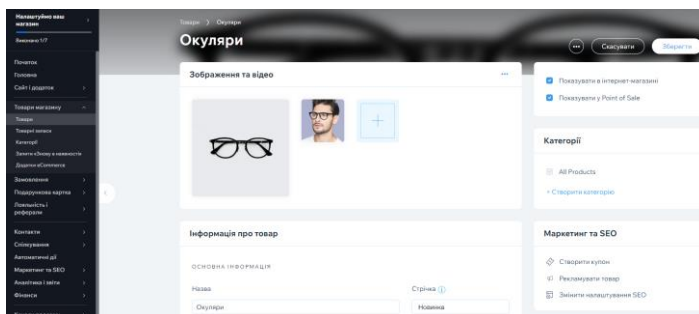 Налаштуймо ваш магазин
Виконано 1/7
Початок
Головна
Сайт і додаток
Товари магазину
Товари
Товарні запаси
Категорії
Запити «Знову в наявності»
Додатки eCommerce
Замовлення
Подарункова картка
Лояльність і реферали
Контакти
Спілкування
Автоматичні дії
Маркетинг та SEO
Аналітика і звіти
Фінанси
Товари > Окуляри
Окуляри
Скасувати
Зберегти
Зображення та відео
Показувати в інтернет-магазині
Показувати у Point of Sale
Категорії
All Products
+ Створити категорію
Інформація про товар
ОСНОВНА ІНФОРМАЦІЯ
Назва
Стрічка
Окуляри
Новинка
Маркетинг та SEO
Створити купон
Рекламувати товар
Змінити налаштування SEO